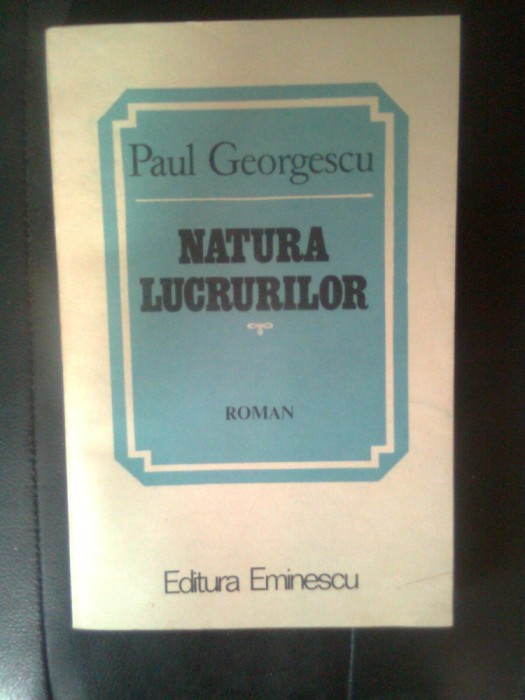 Paul Georgescu
NATURA
LUCRURILOR
ROMAN
Editura Eminescu